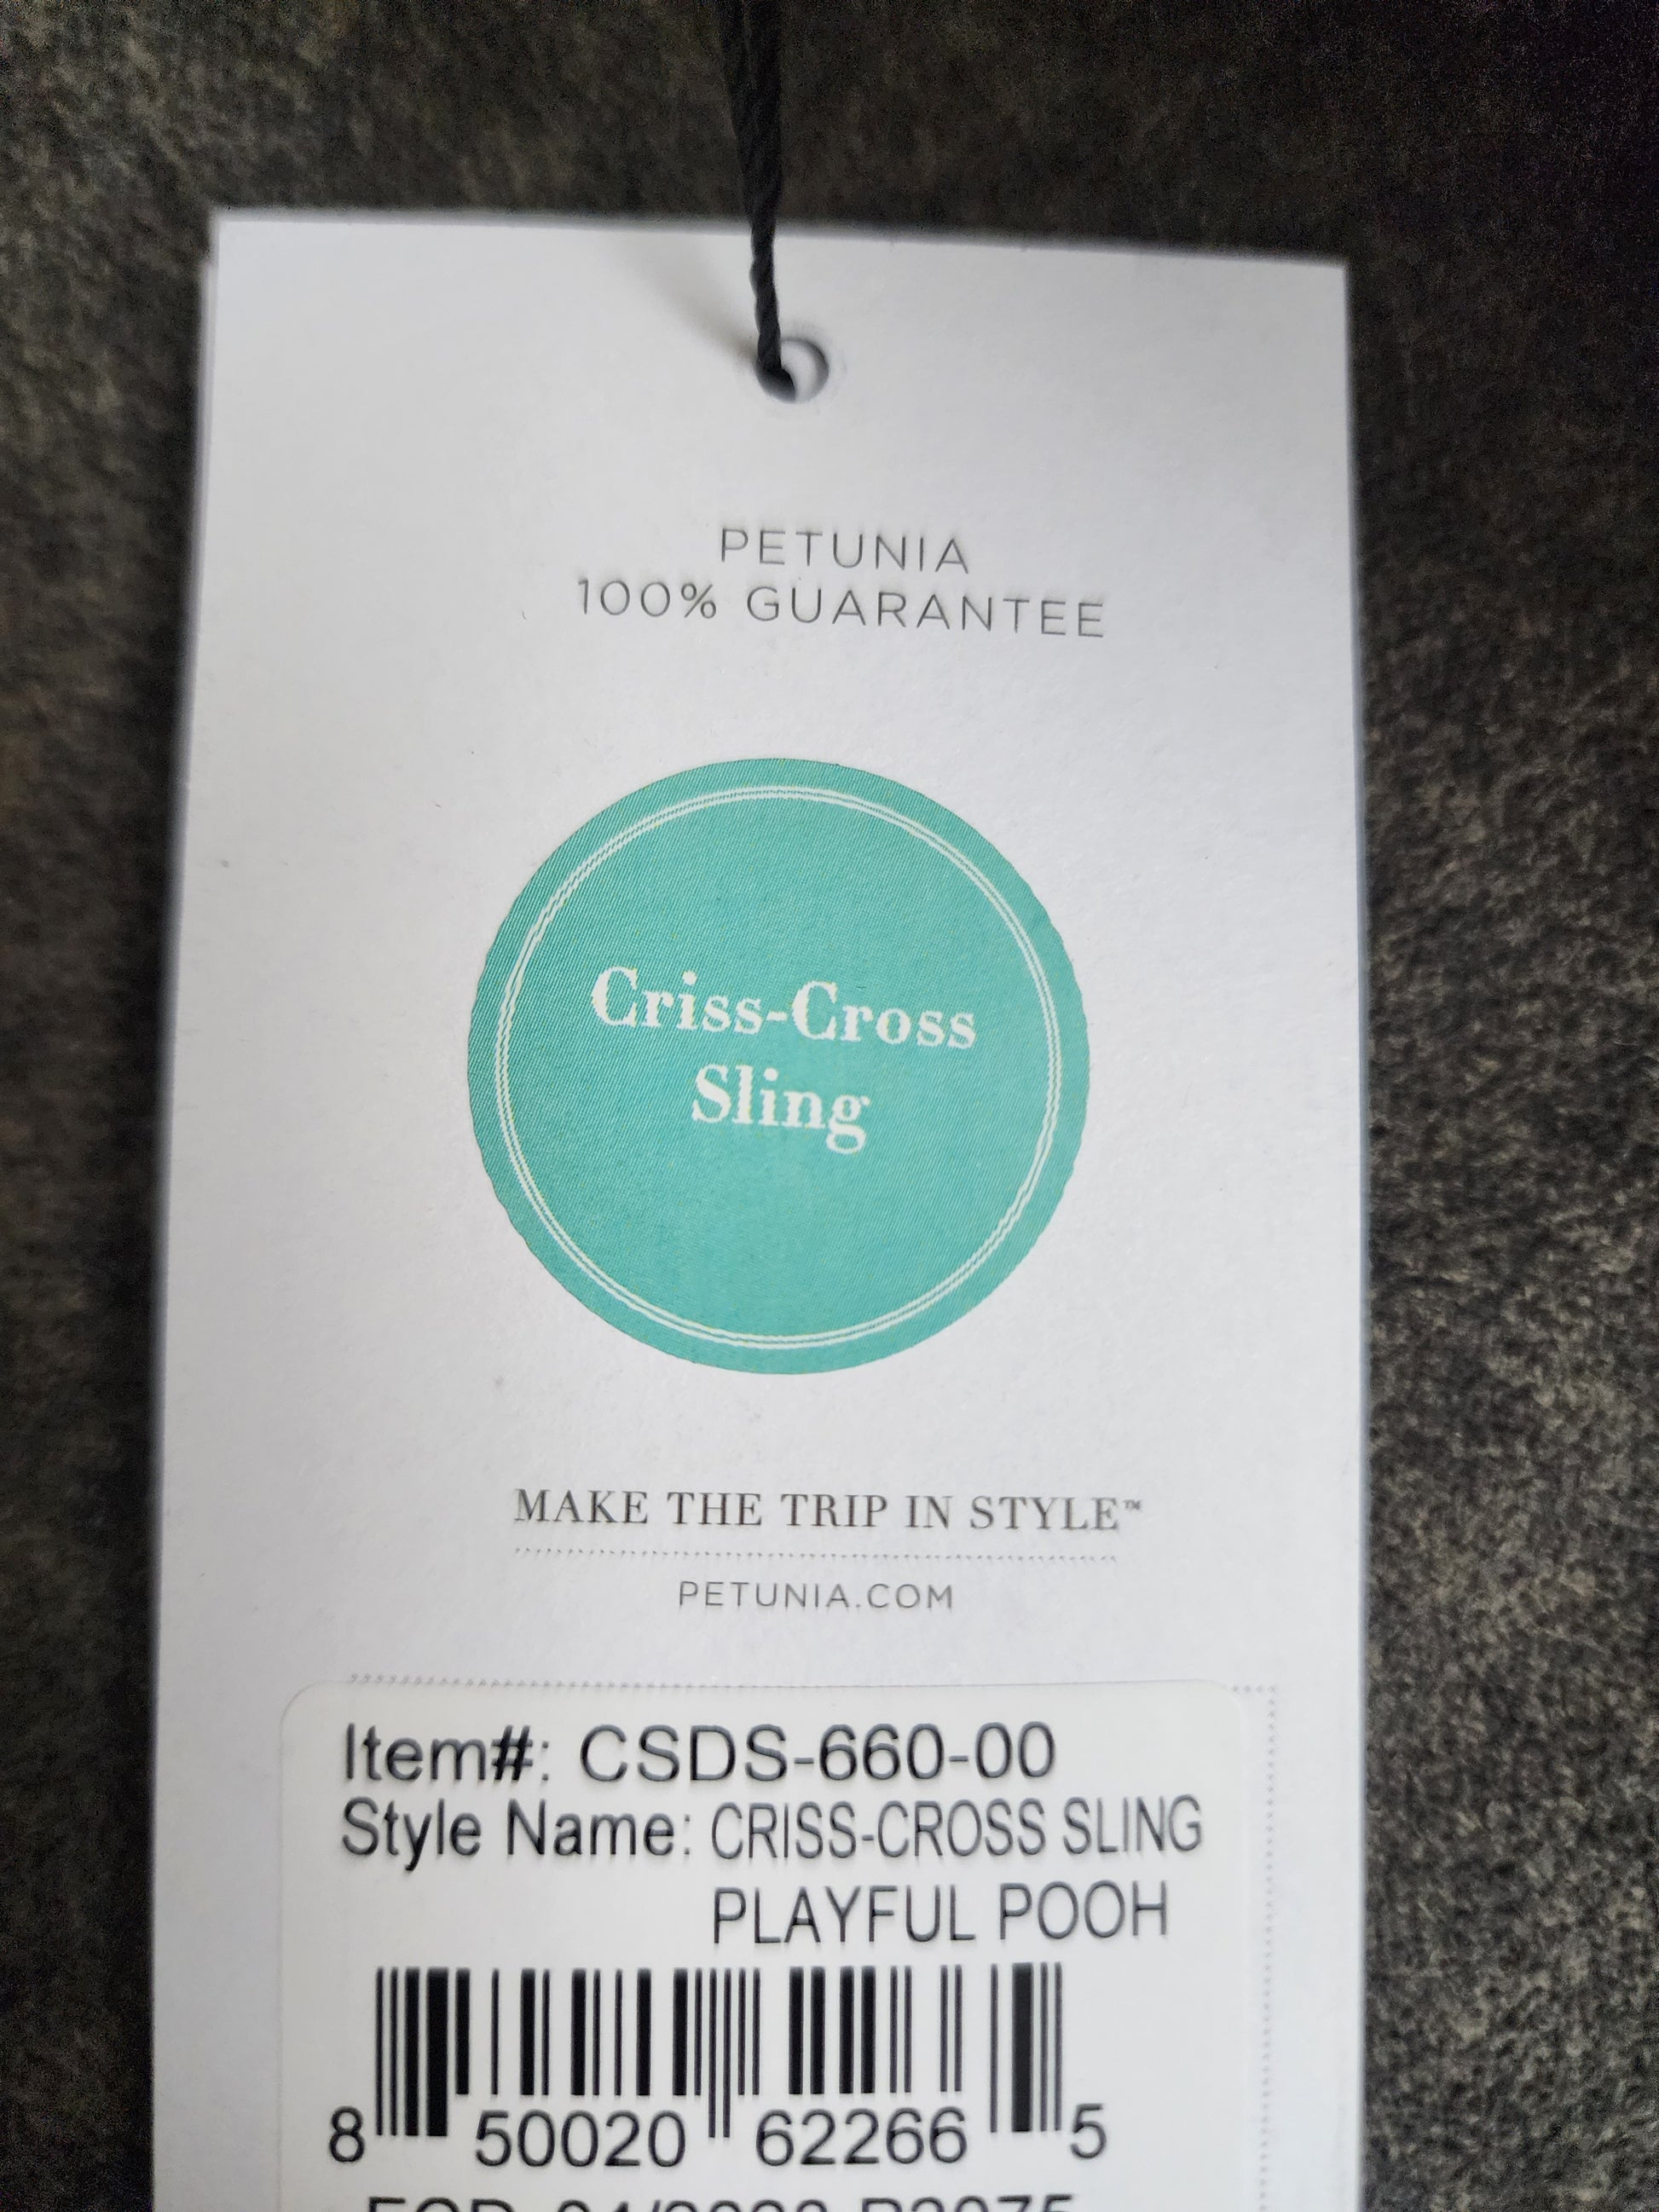 PETUNIA
100% GUARANTEE
Criss-Cross
Sling
MAKE THE TRIP IN STYLE™
PETUNIA.COM
Item#: CSDS-660-00
Style Name: CRISS-CROSS SLING
PLAYFUL POOH
8 50020 62266 5